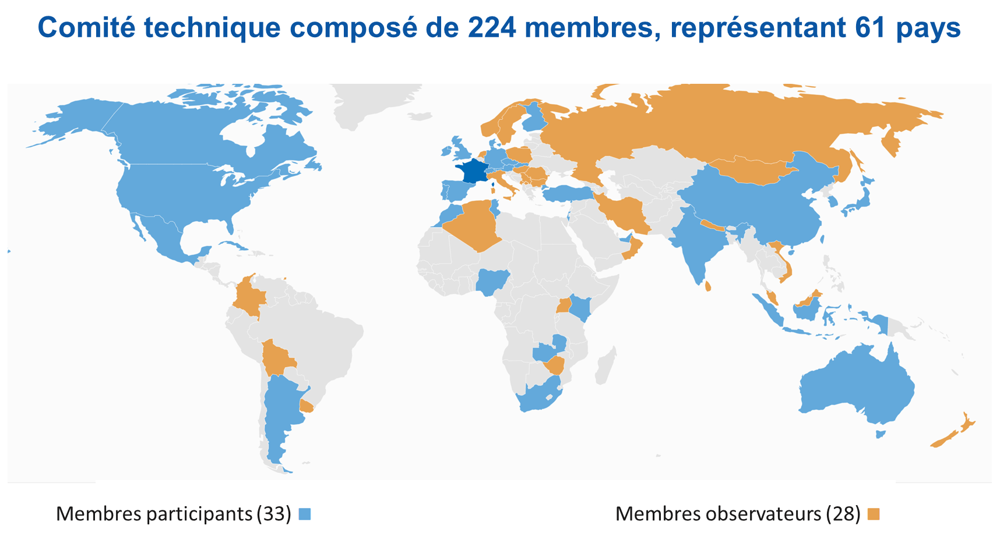 Comité technique composé de 224 membres, représentant 61 pays
Membres participants (33)
Membres observateurs (28)